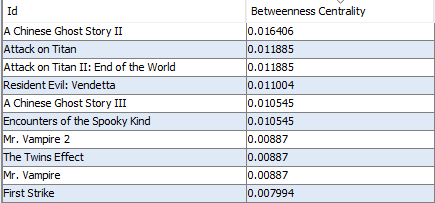 Id Betweenness Centrality
A Chinese Ghost Story II 0.016406
Attack on Titan 0.011885
Attack on Titan II: End of the World 0.011885
Resident Evil: Vendetta 0.011004
A Chinese Ghost Story III 0.010545
Encounters of the Spooky Kind 0.010545
Mr. Vampire 2 0.00887
The Twins Effect 0.00887
Mr. Vampire 0.00887
First Strike 0.007994